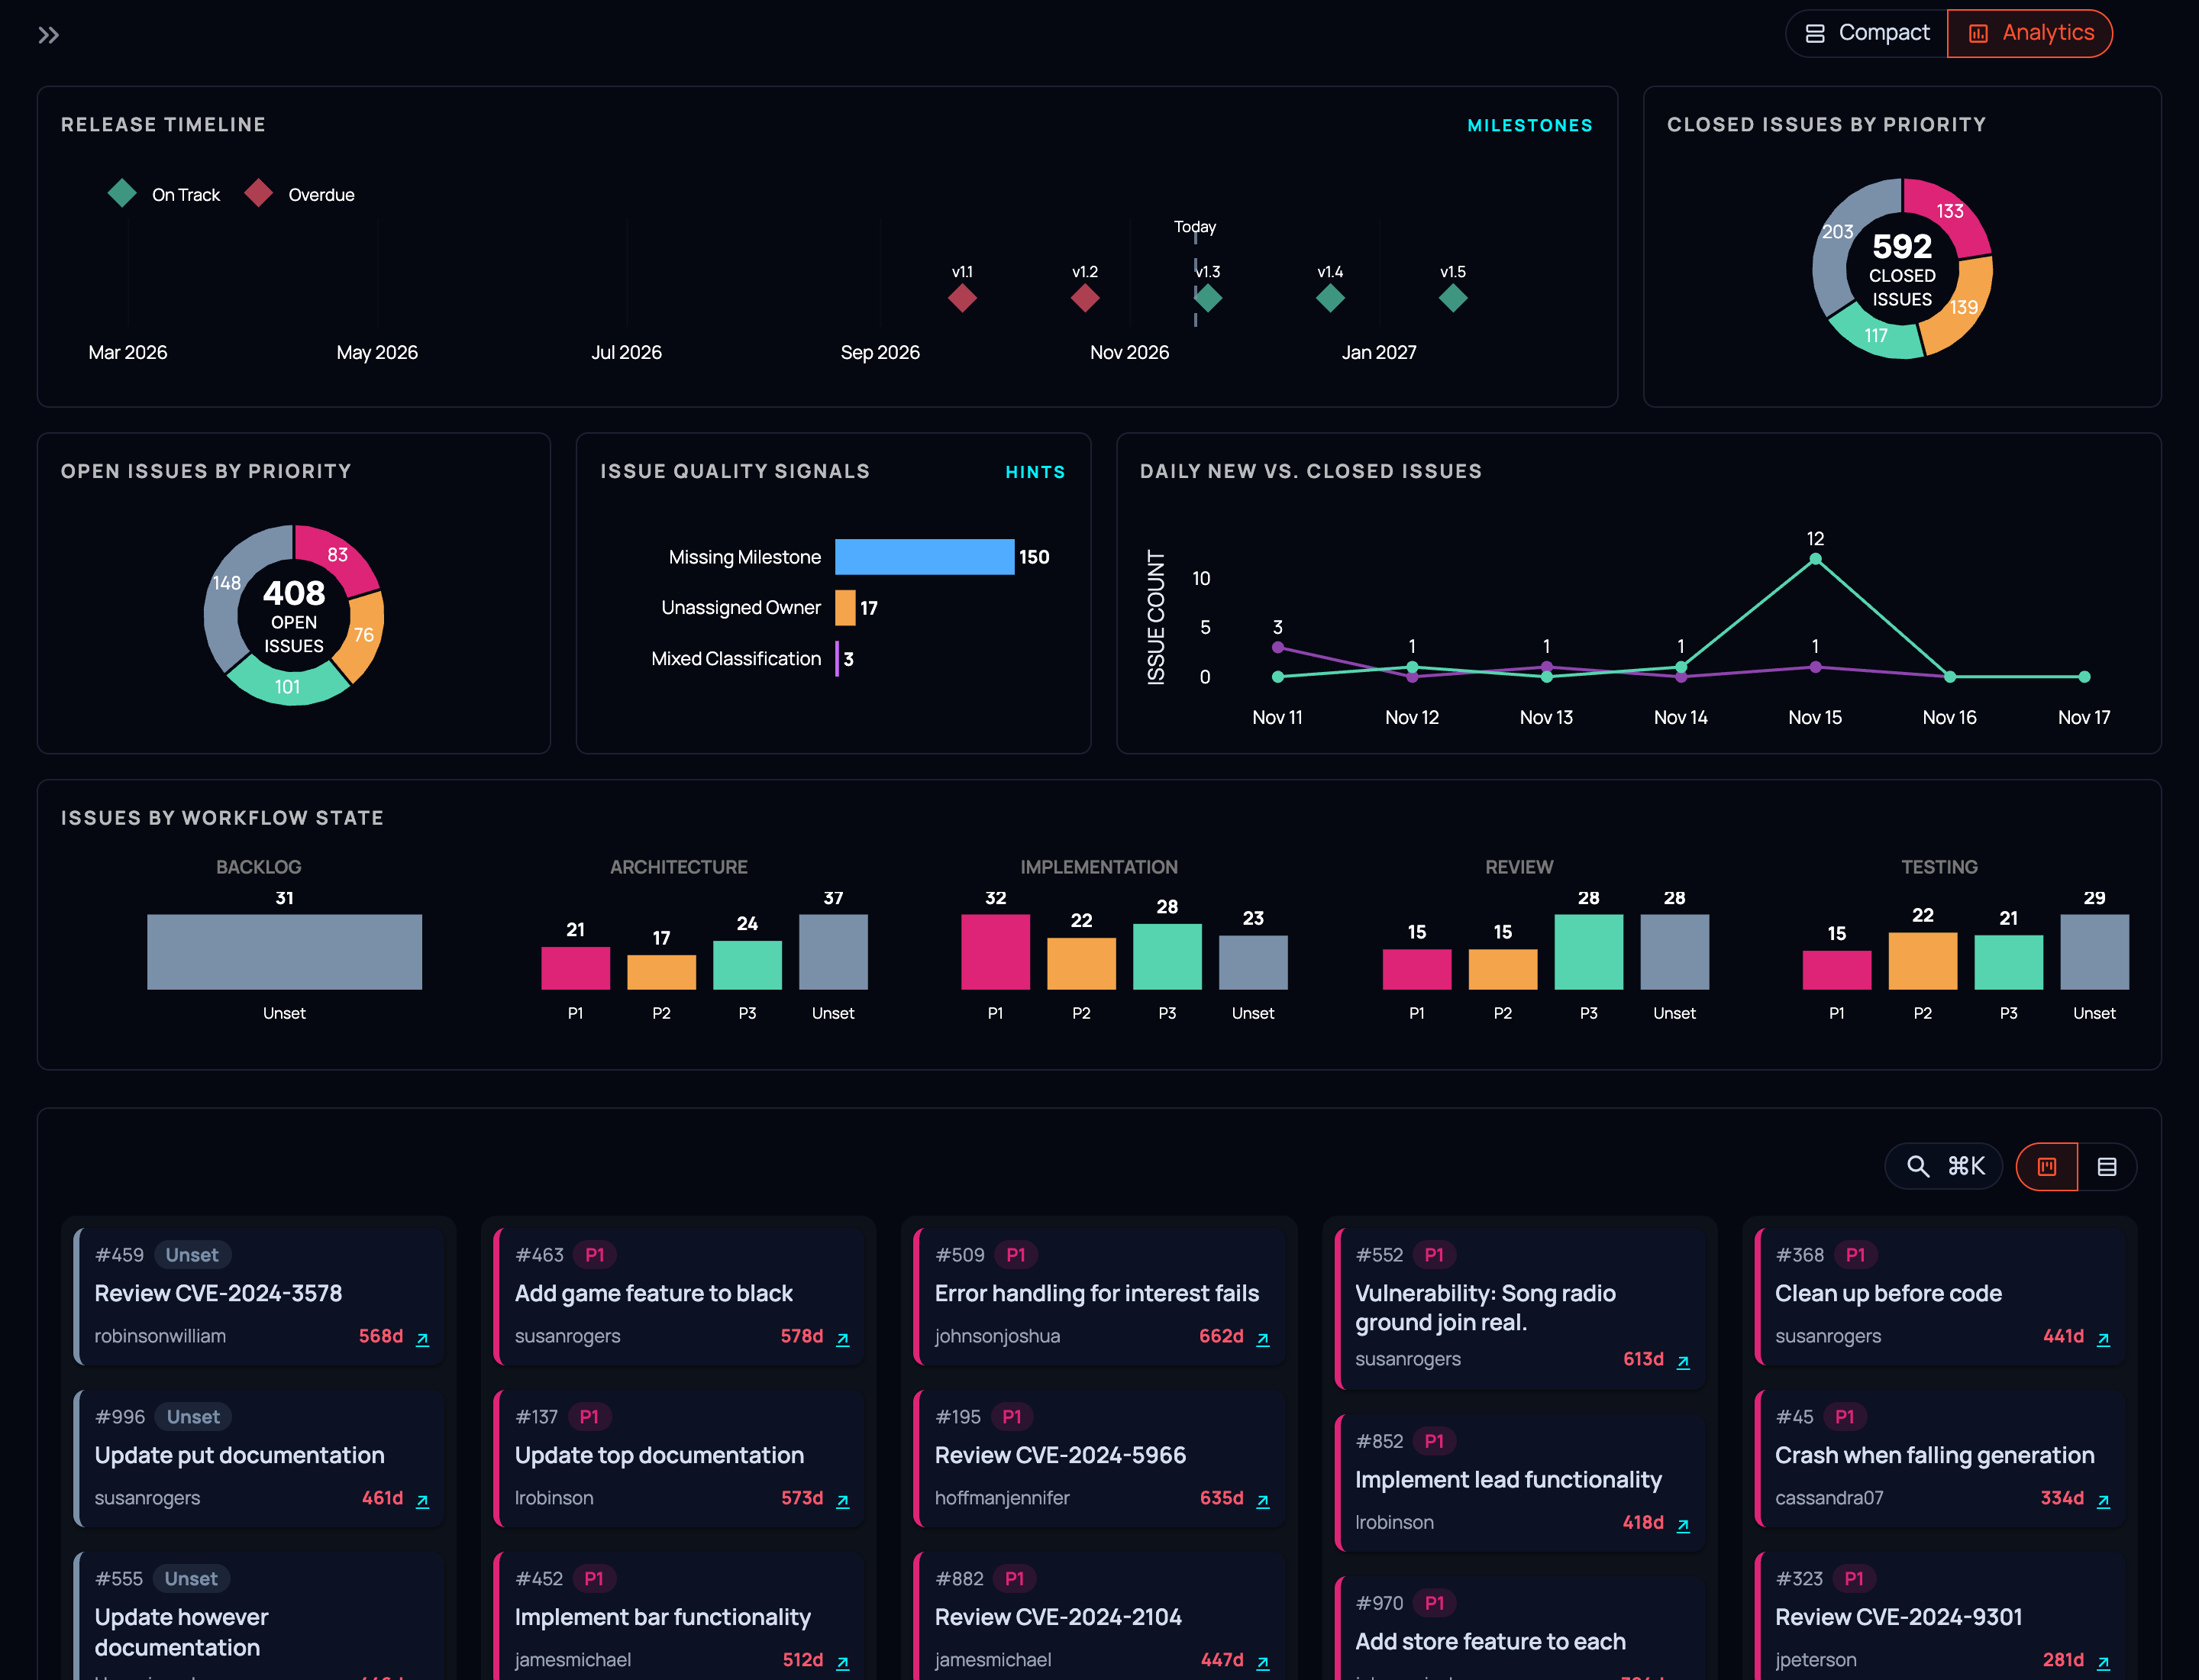 Compact
Analytics
RELEASE TIMELINE
MILESTONES
On Track
Overdue
Today
v1.1
v1.2
v1.3
v1.4
v1.5
Mar 2026
May 2026
Jul 2026
Sep 2026
Nov 2026
Jan 2027
CLOSED ISSUES BY PRIORITY
133
203
592
CLOSED
ISSUES
139
117
OPEN ISSUES BY PRIORITY
83
148
408
OPEN
ISSUES
76
101
ISSUE QUALITY SIGNALS
HINTS
Missing Milestone
150
Unassigned Owner
17
Mixed Classification
3
DAILY NEW VS. CLOSED ISSUES
ISSUE COUNT
10
5
0
3
1
1
1
12
1
Nov 11
Nov 12
Nov 13
Nov 14
Nov 15
Nov 16
Nov 17
ISSUES BY WORKFLOW STATE
BACKLOG
31
Unset
ARCHITECTURE
21
17
24
37
P1
P2
P3
Unset
IMPLEMENTATION
32
22
28
23
P1
P2
P3
Unset
REVIEW
15
15
28
28
P1
P2
P3
Unset
TESTING
15
22
21
29
P1
P2
P3
Unset
⌘K
#459 Unset
Review CVE-2024-3578
robinsonwilliam 568d
#996 Unset
Update put documentation
susanrogers 461d
#555 Unset
Update however
documentation
#463 P1
Add game feature to black
susanrogers 578d
#137 P1
Update top documentation
lrobinson 573d
#452 P1
Implement bar functionality
jamesmichael 512d
#509 P1
Error handling for interest fails
johnsonjoshua 662d
#195 P1
Review CVE-2024-5966
hoffmanjennifer 635d
#882 P1
Review CVE-2024-2104
jamesmichael 447d
#552 P1
Vulnerability: Song radio
ground join real.
susanrogers 613d
#852 P1
Implement lead functionality
lrobinson 418d
#970 P1
Add store feature to each
#368 P1
Clean up before code
susanrogers 441d
#45 P1
Crash when falling generation
cassandra07 334d
#323 P1
Review CVE-2024-9301
jpeterson 281d